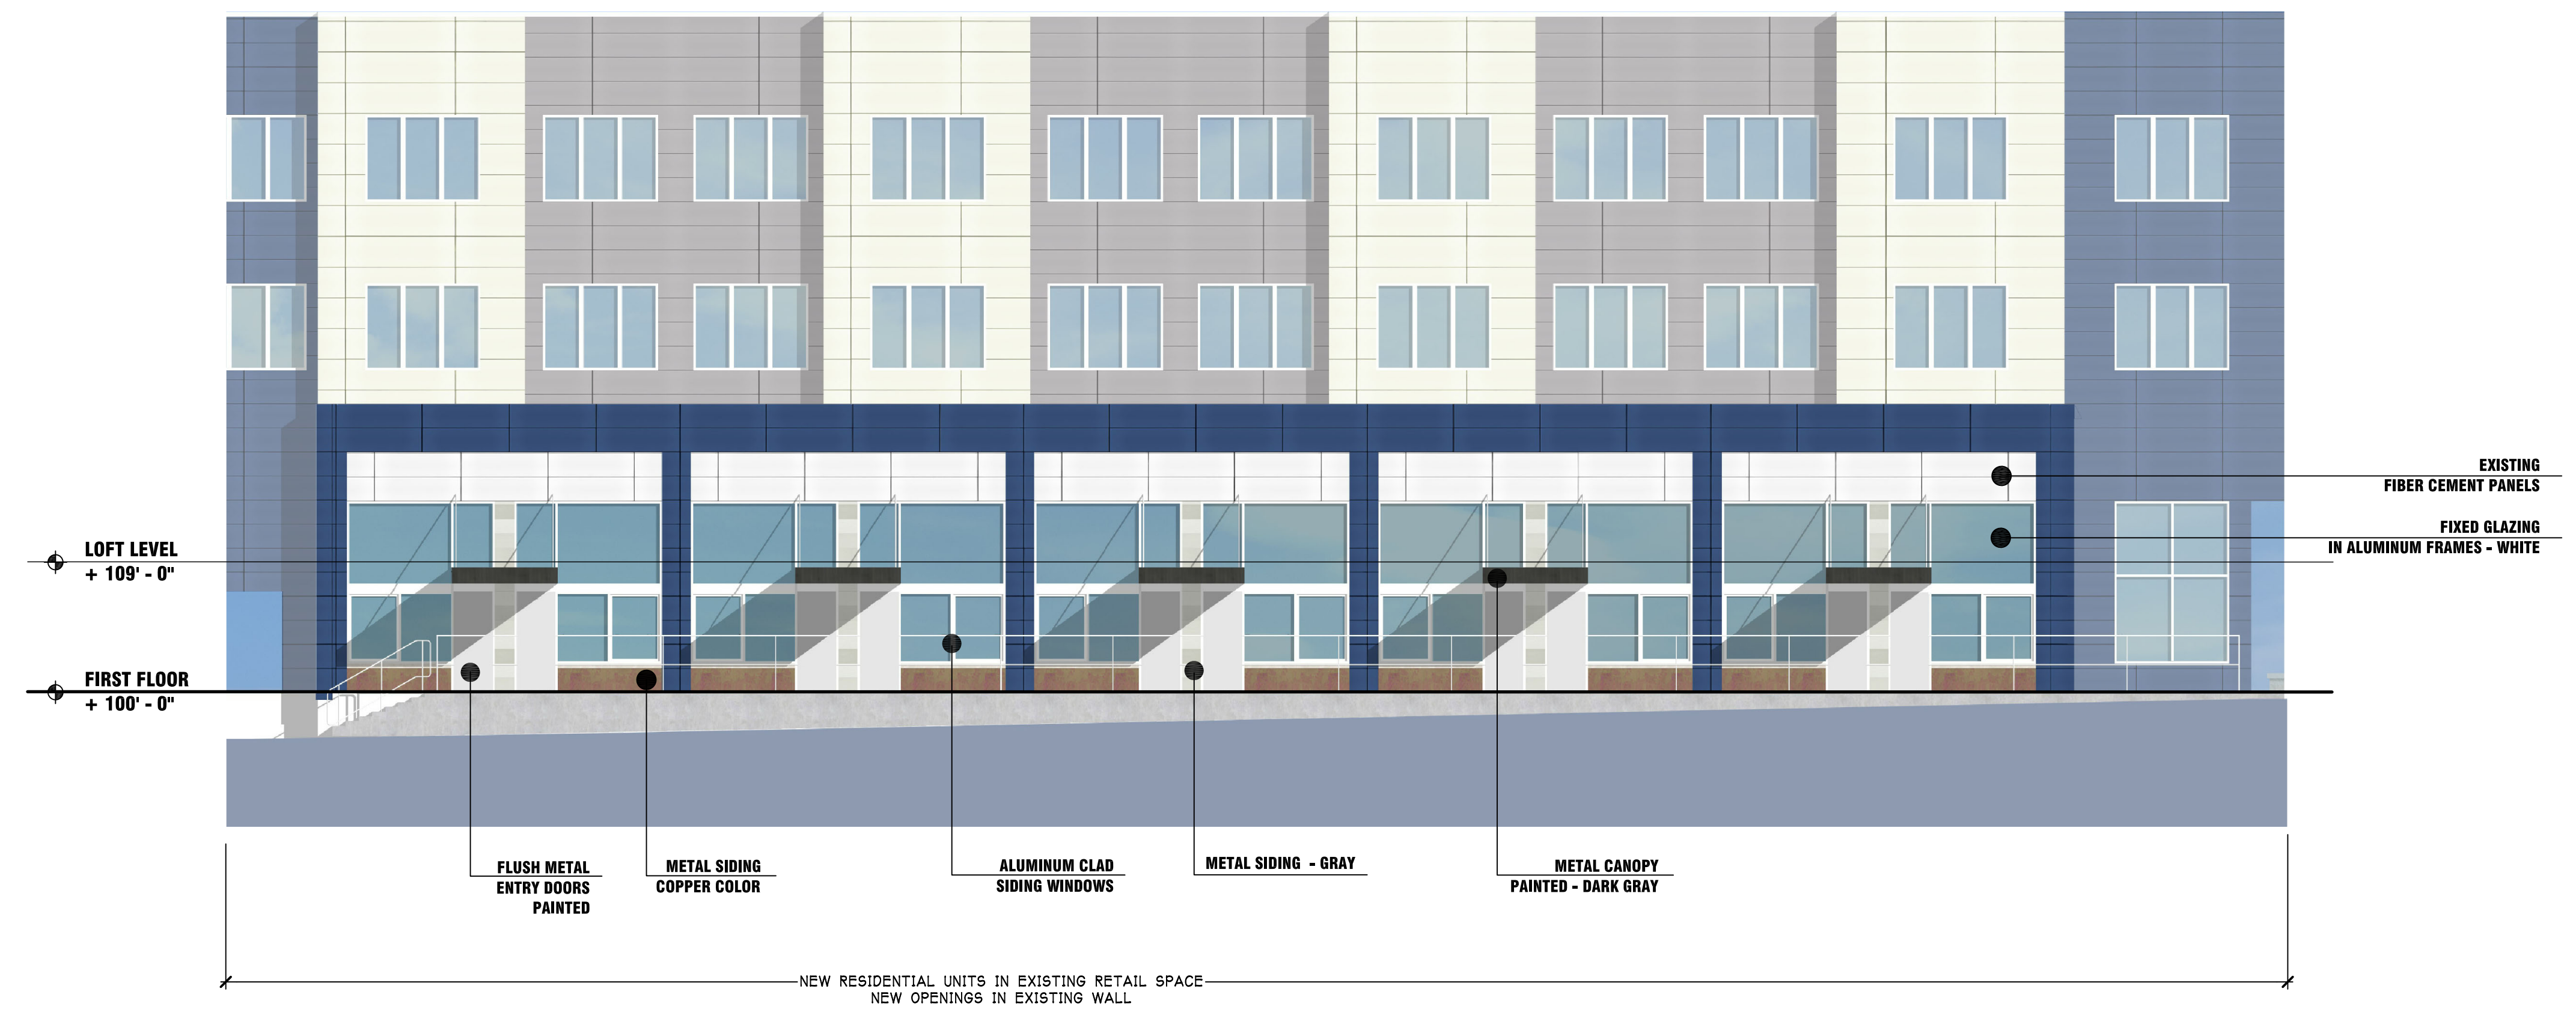 EXISTING
FIBER CEMENT PANELS
FIXED GLAZING
IN ALUMINUM FRAMES - WHITE
LOFT LEVEL
+ 109' - 0"
FIRST FLOOR
+ 100' - 0"
FLUSH METAL
ENTRY DOORS
PAINTED
METAL SIDING
COPPER COLOR
ALUMINUM CLAD
SIDING WINDOWS
METAL SIDING - GRAY
METAL CANOPY
PAINTED - DARK GRAY
NEW RESIDENTIAL UNITS IN EXISTING RETAIL SPACE
NEW OPENINGS IN EXISTING WALL